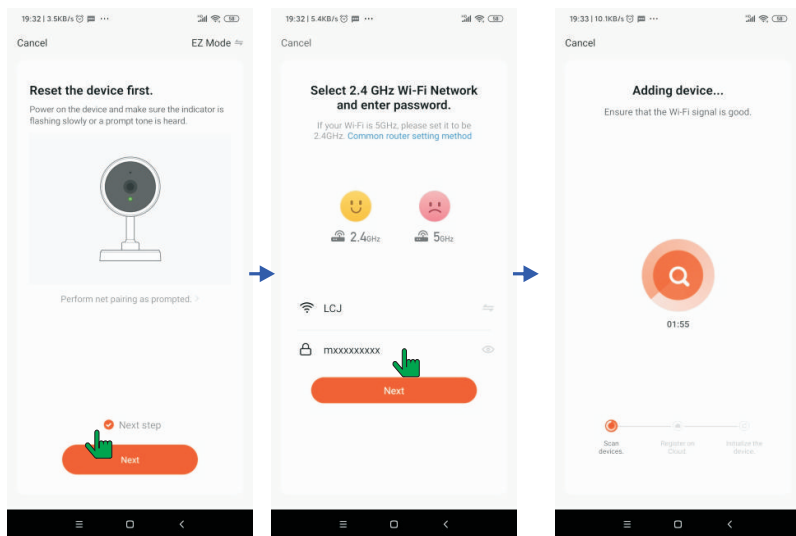 19:32 | 3.5KB/s
58
Cancel
EZ Mode
Reset the device first.
Power on the device and make sure the indicator is
flashing slowly or a prompt tone is heard.
Perform net pairing as prompted.
Next step
Next
19:32 | 5.4KB/s
58
Cancel
Select 2.4 GHz Wi-Fi Network
and enter password.
If your Wi-Fi is 5GHz, please set it to be
2.4GHz. Common router setting method
2.4GHz
5GHz
LCJ
mxxxxxxxxx
Next
19:33 | 10.1KB/s
58
Cancel
Adding device...
Ensure that the Wi-Fi signal is good.
01:55
Scan
devices.
Register on
Cloud.
Initialize the
device.